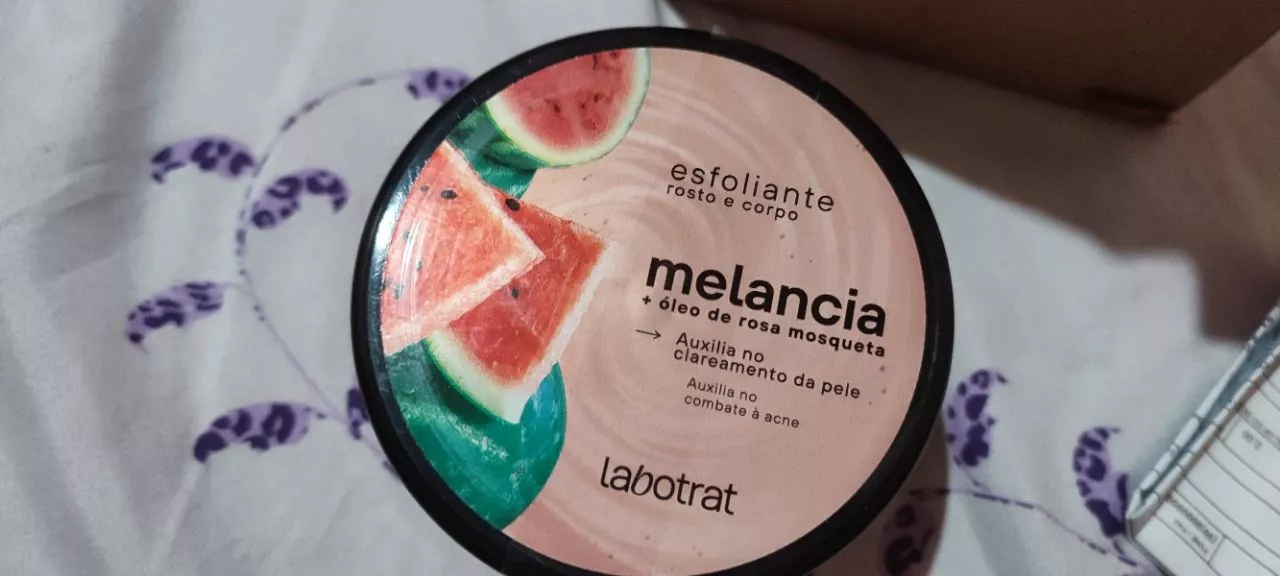 esfoliante
rosto e corpo
melancia
+ óleo de rosa mosqueta
→ Auxilia no
clareamento da pele
Auxilia no
combate à acne
labotrat